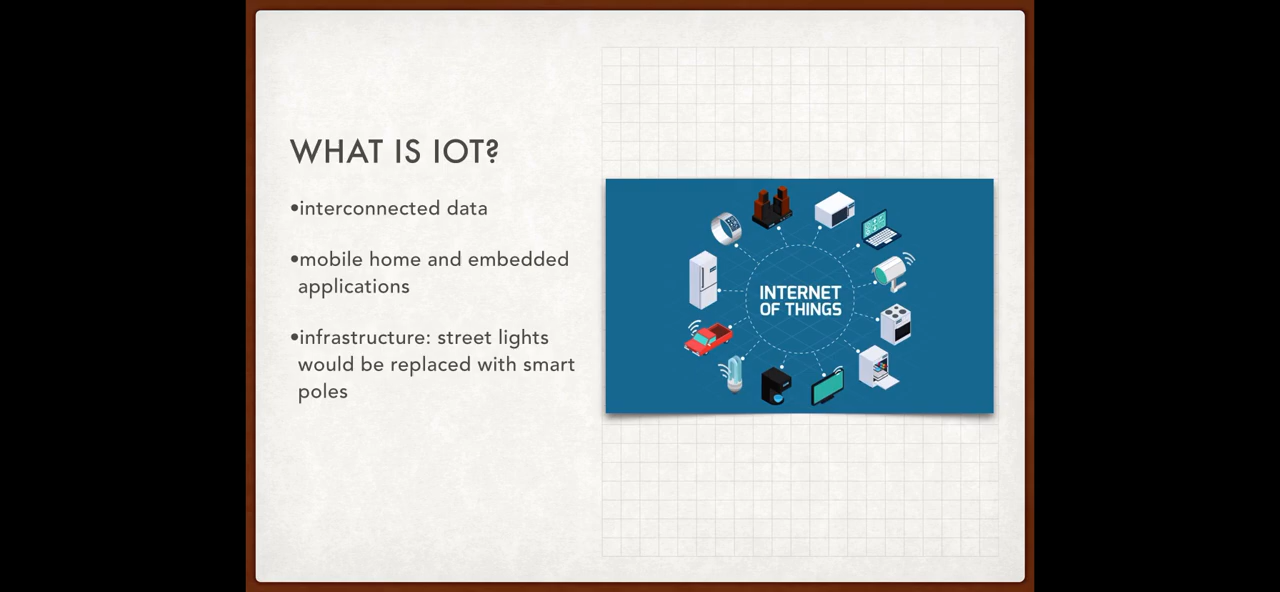 WHAT IS IOT?
•interconnected data
•mobile home and embedded
applications
•infrastructure: street lights
would be replaced with smart
poles
INTERNET
OF THINGS